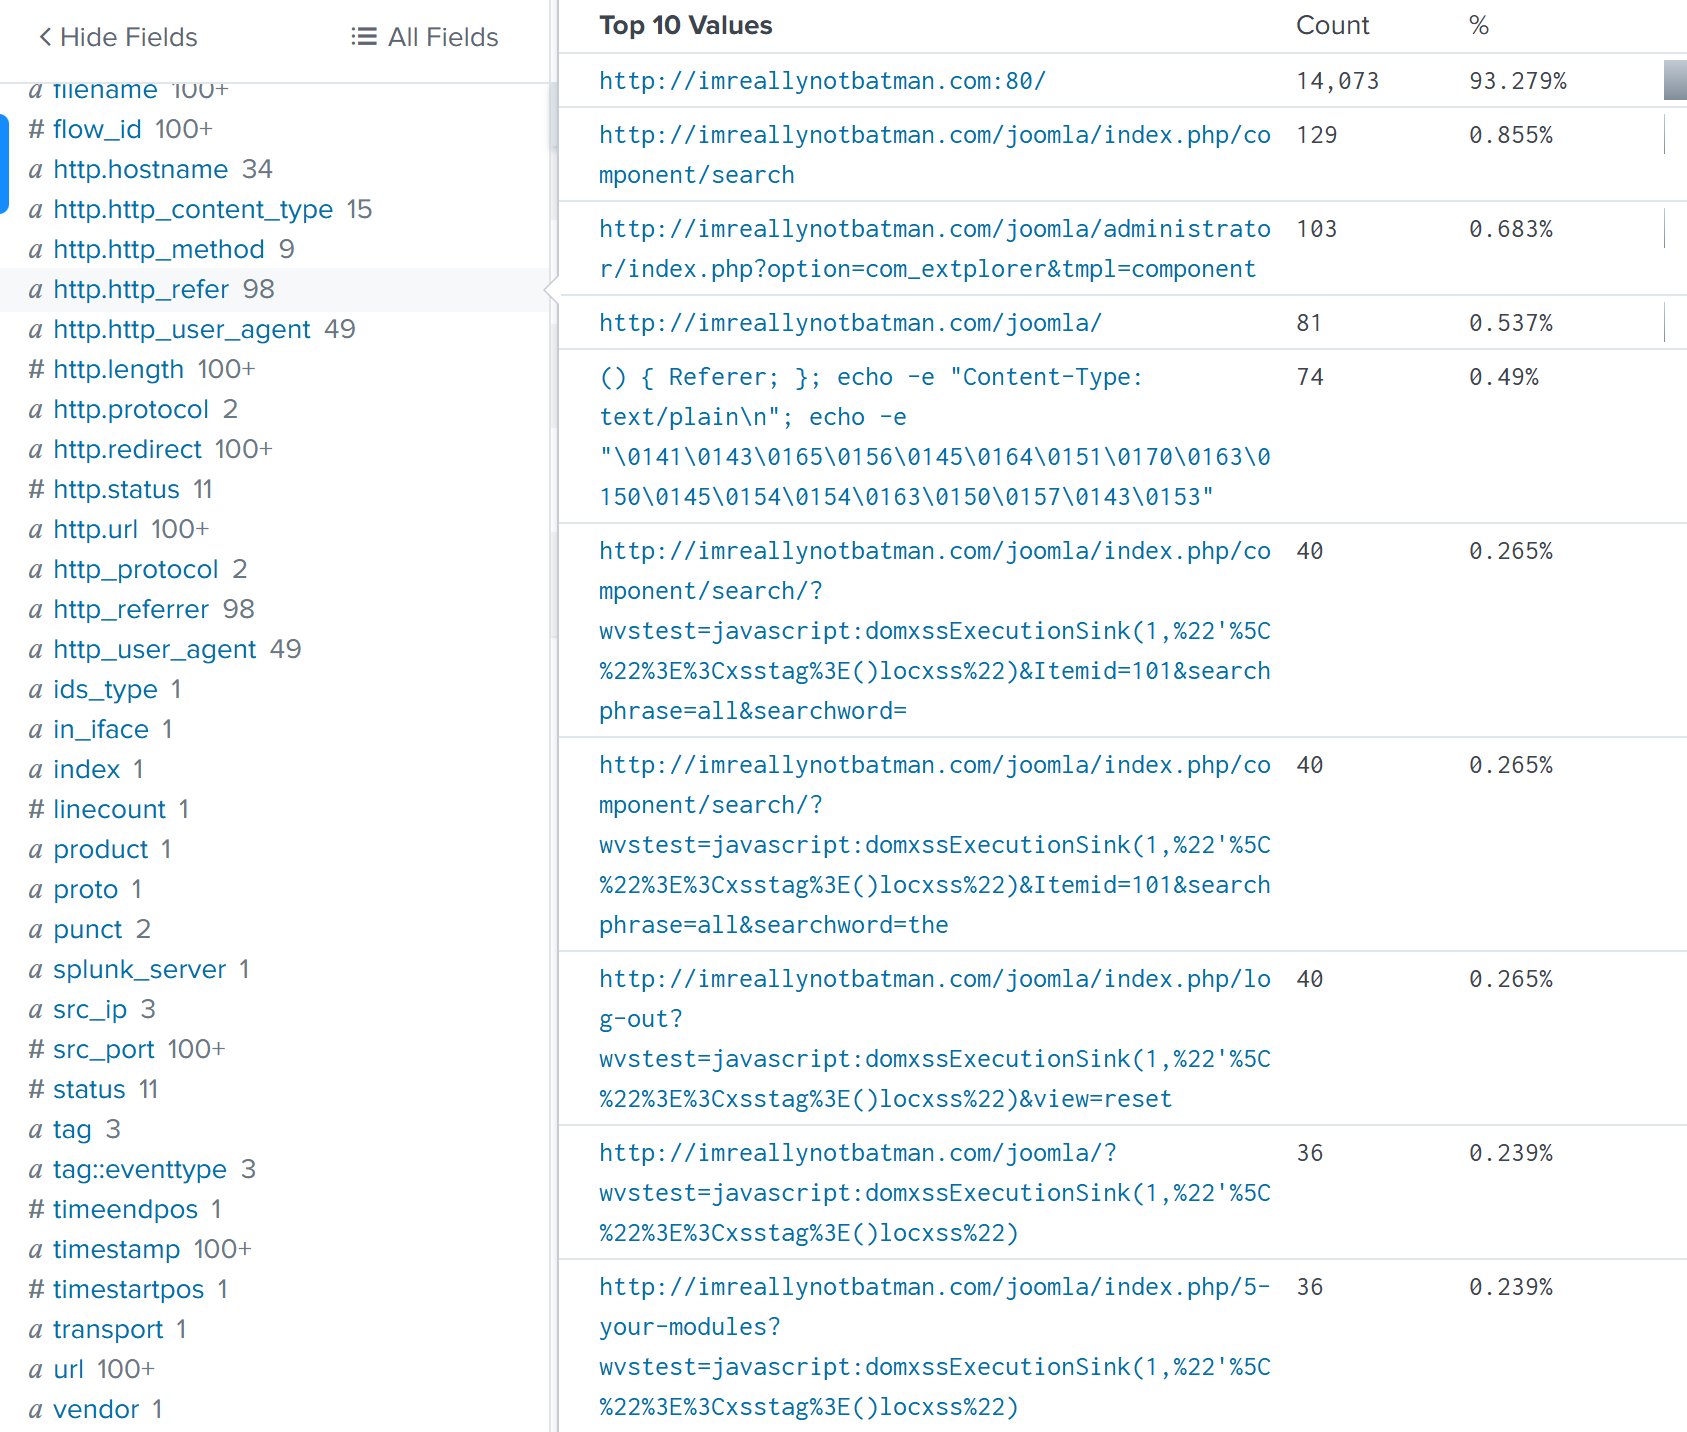 Hide Fields
All Fields
a filename 100+
# flow_id 100+
a http.hostname 34
a http.http_content_type 15
a http.http_method 9
a http.http_refer 98
a http.http_user_agent 49
# http.length 100+
a http.protocol 2
a http.redirect 100+
# http.status 11
a http.url 100+
a http_protocol 2
a http_referrer 98
a http_user_agent 49
a ids_type 1
a in_iface 1
a index 1
# linecount 1
a product 1
a proto 1
a punct 2
a splunk_server 1
a src_ip 3
# src_port 100+
# status 11
a tag 3
a tag::eventtype 3
# timeendpos 1
a timestamp 100+
# timestartpos 1
a transport 1
a url 100+
a vendor 1
Top 10 Values Count %
http://imreallynotbatman.com:80/ 14,073 93.279%
http://imreallynotbatman.com/joomla/index.php/co 129 0.855%
mponent/search
http://imreallynotbatman.com/joomla/administrato 103 0.683%
r/index.php?option=com_extplorer&tmpl=component
http://imreallynotbatman.com/joomla/ 81 0.537%
() { Referer; }; echo -e "Content-Type: 74 0.49%
text/plain\n"; echo -e
"\0141\0143\0165\0156\0145\0164\0151\0170\0163\0
150\0145\0154\0154\0163\0150\0157\0143\0153"
http://imreallynotbatman.com/joomla/index.php/co 40 0.265%
mponent/search/?
wvstest=javascript:domxssExecutionSink(1,%22'%5C
%22%3E%3Cxsstag%3E()locxss%22)&Itemid=101&search
phrase=all&searchword=
http://imreallynotbatman.com/joomla/index.php/co 40 0.265%
mponent/search/?
wvstest=javascript:domxssExecutionSink(1,%22'%5C
%22%3E%3Cxsstag%3E()locxss%22)&Itemid=101&search
phrase=all&searchword=the
http://imreallynotbatman.com/joomla/index.php/lo 40 0.265%
g-out?
wvstest=javascript:domxssExecutionSink(1,%22'%5C
%22%3E%3Cxsstag%3E()locxss%22)&view=reset
http://imreallynotbatman.com/joomla/? 36 0.239%
wvstest=javascript:domxssExecutionSink(1,%22'%5C
%22%3E%3Cxsstag%3E()locxss%22)
http://imreallynotbatman.com/joomla/index.php/5- 36 0.239%
your-modules?
wvstest=javascript:domxssExecutionSink(1,%22'%5C
%22%3E%3Cxsstag%3E()locxss%22)